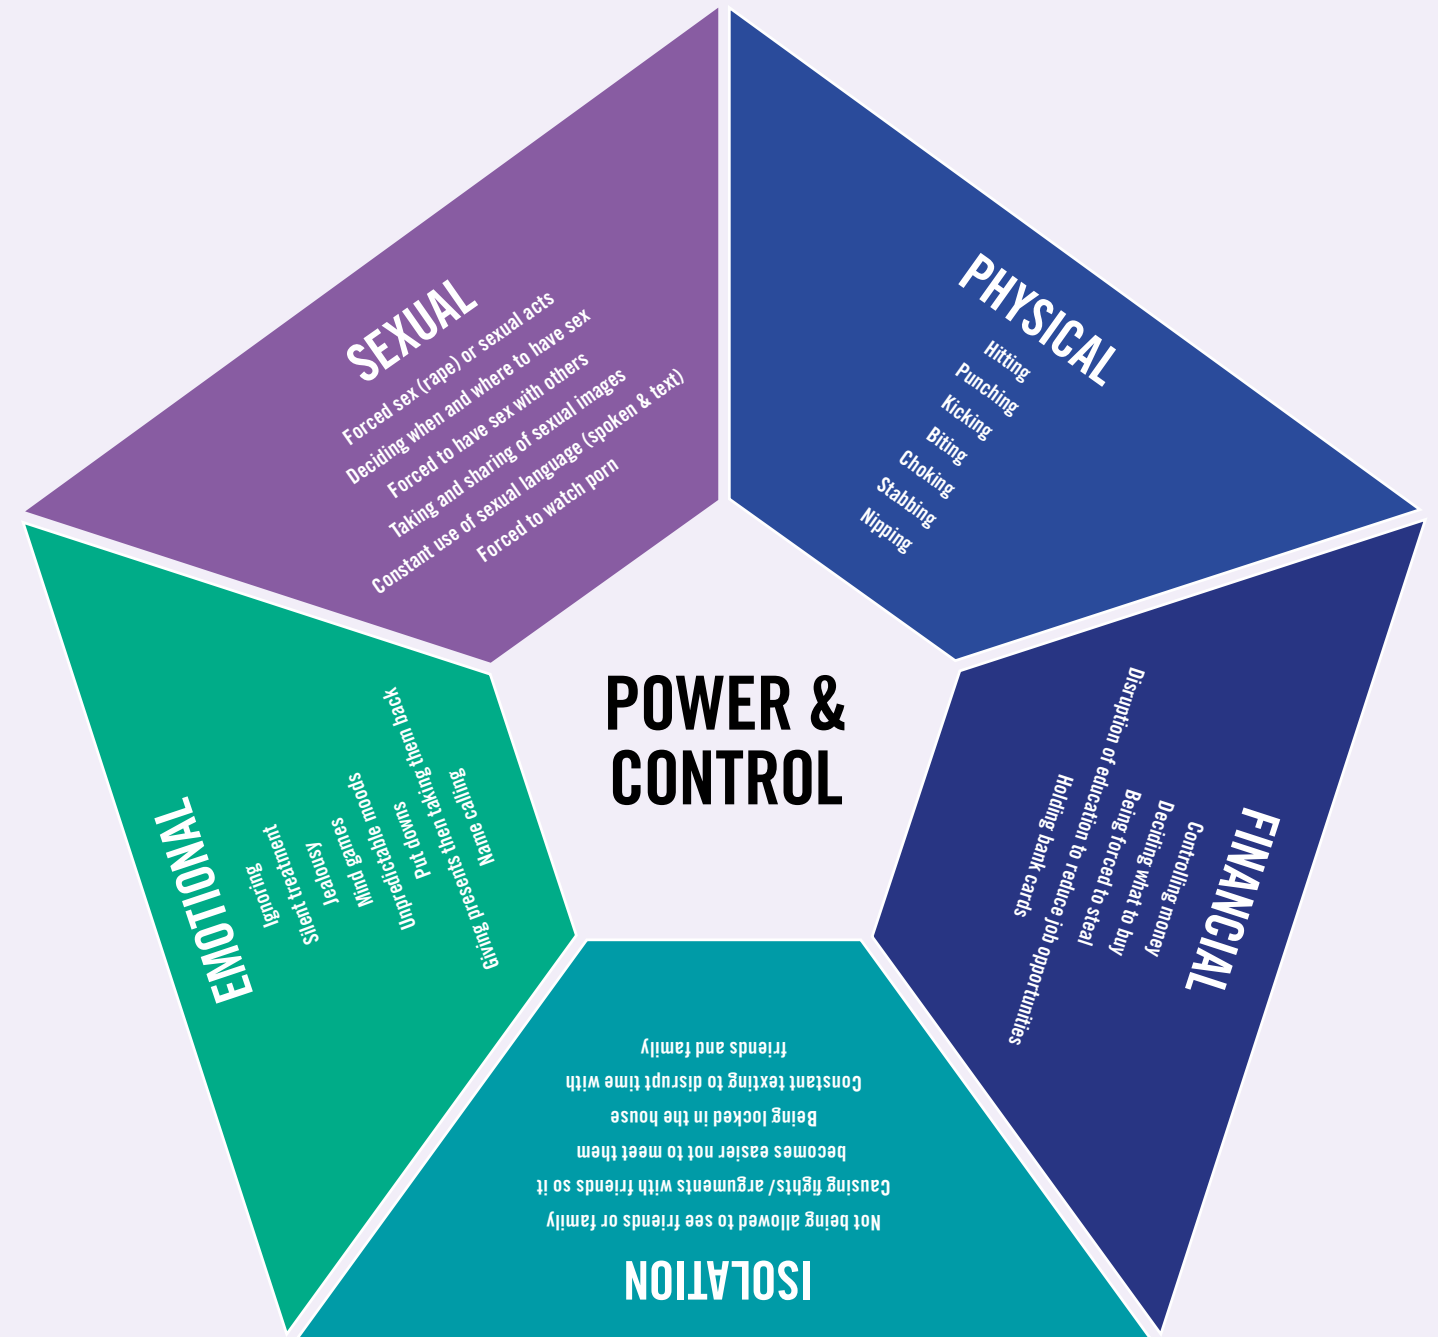 SEXUAL
Forced sex (rape) or sexual acts
Deciding when and where to have sex
Forced to have sex with others
Taking and sharing of sexual images
Constant use of sexual language (spoken & text)
Forced to watch porn
PHYSICAL
Hitting
Punching
Kicking
Biting
Choking
Stabbing
Nipping
POWER &
CONTROL
FINANCIAL
Controlling money
Deciding what to buy
Being forced to steal
Disruption of education to reduce job opportunities
Holding bank cards
ISOLATION
Not being allowed to see friends or family
Causing fights/ arguments with friends so it
becomes easier not to meet them
Being locked in the house
Constant texting to disrupt time with
friends and family
EMOTIONAL
Ignoring
Silent treatment
Jealousy
Mind games
Unpredictable moods
Put downs
Giving presents then taking them back
Name calling